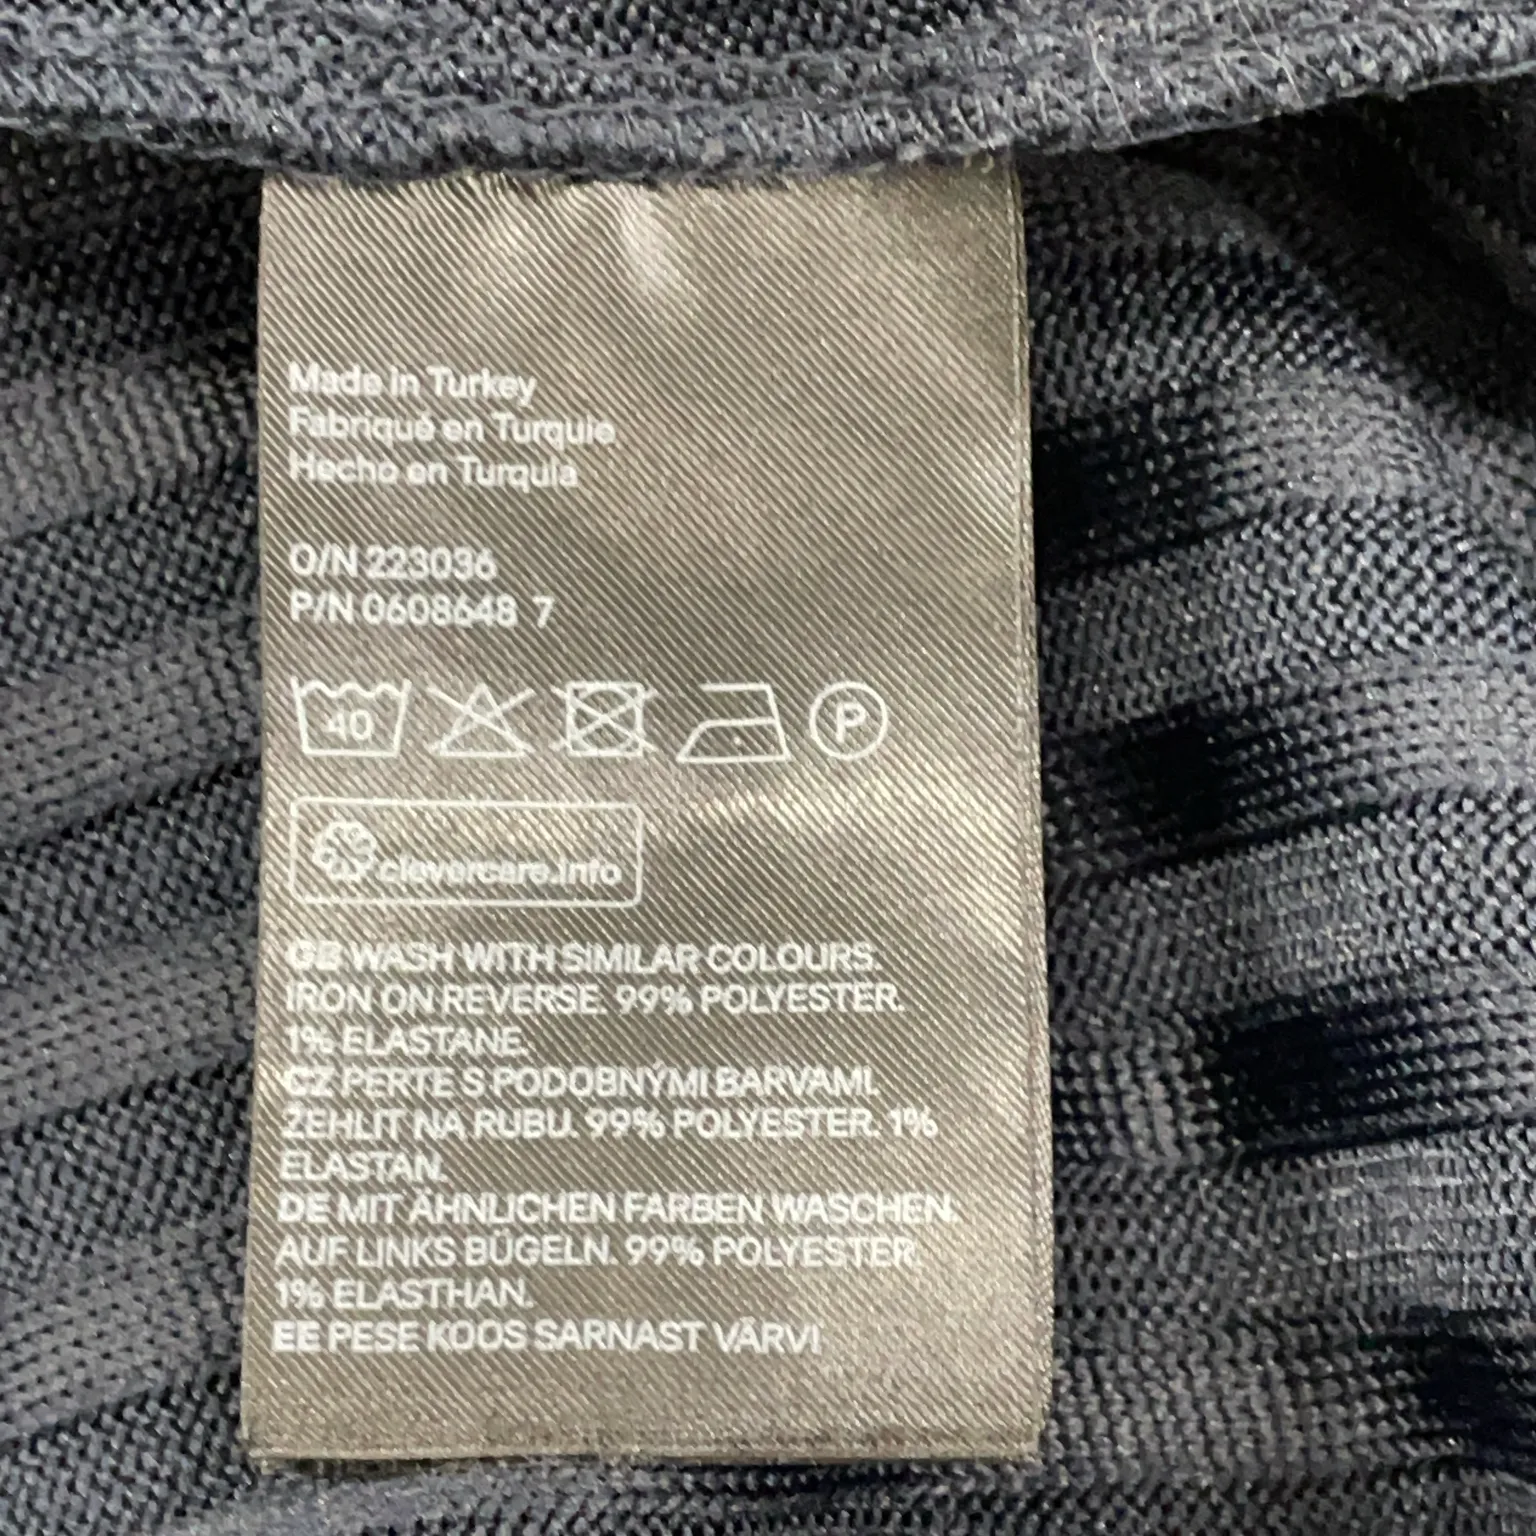 Made in Turkey
Fabriqué en Turquie
Hecho en Turquía
O/N 223036
P/N 0608648 7
40 P
clevercare.info
GB WASH WITH SIMILAR COLOURS.
IRON ON REVERSE. 99% POLYESTER.
1% ELASTANE.
CZ PERTE S PODOBNÝMI BARVAMI.
ŽEHLIT NA RUBU. 99% POLYESTER. 1%
ELASTAN.
DE MIT ÄHNLICHEN FARBEN WASCHEN.
AUF LINKS BÜGELN. 99% POLYESTER.
1% ELASTHAN.
EE PESE KOOS SARNAST VÄRVI